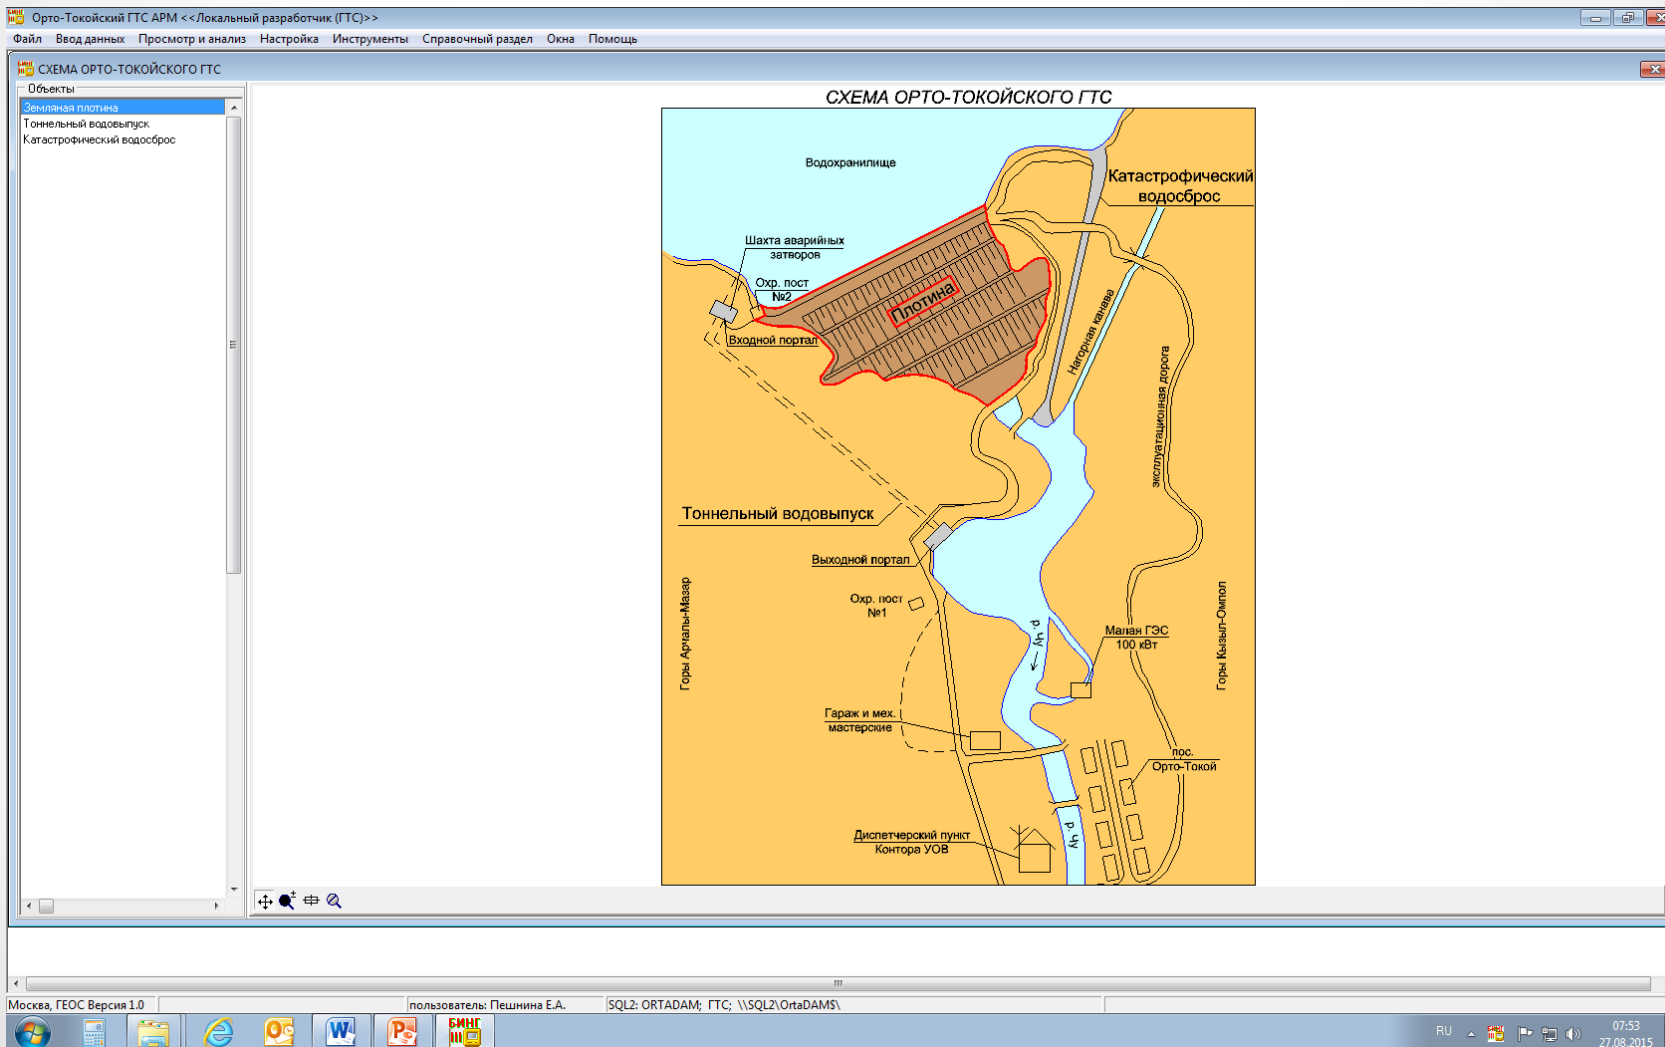 Орто-Токойский ГТС АРМ <<Локальный разработчик (ГТС)>>
Файл Ввод данных Просмотр и анализ Настройка Инструменты Справочный раздел Окна Помощь
СХЕМА ОРТО-ТОКОЙСКОГО ГТС
Объекты
Земляная плотина
Тоннельный водовыпуск
Катастрофический водосброс
СХЕМА ОРТО-ТОКОЙСКОГО ГТС
Водохранилище
Катастрофический
водосброс
Шахта аварийных
затворов
Охр. пост
№2
Плотина
Входной портал
Нагорная канава
эксплуатационная дорога
Тоннельный водовыпуск
Выходной портал
Охр. пост
№1
Горы Арчалы-Мазар
р. Чу
Малая ГЭС
100 кВт
Горы Кызыл-Омпол
Гараж и мех.
мастерские
пос.
Орто-Токой
р. Чу
Диспетчерский пункт
Контора УОВ
Москва, ГЕОС Версия 1.0 пользователь: Пешнина Е.А. SQL2: ORTADAM; ГТС; \\SQL2\OrtaDAM$\
БИНГ
RU
07:53
27.08.2015